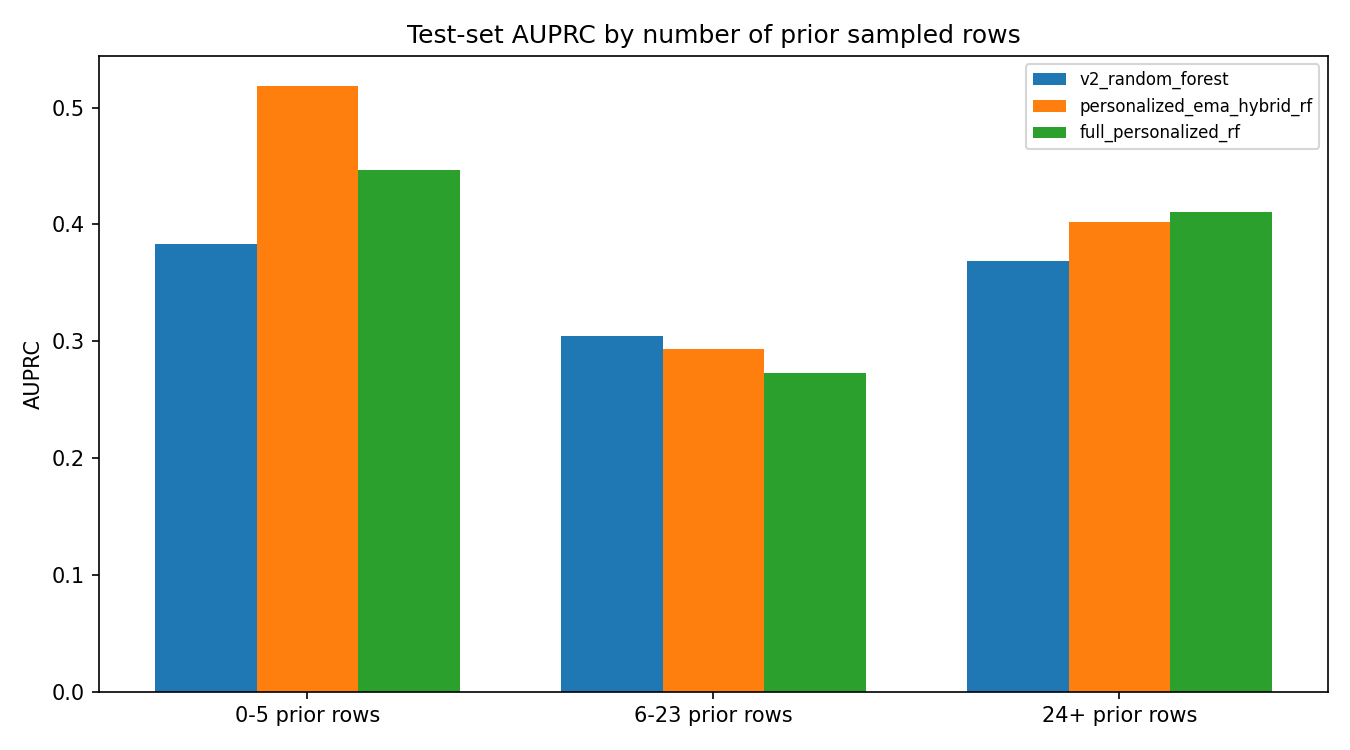 Test-set AUPRC by number of prior sampled rows
v2_random_forest
personalized_ema_hybrid_rf
full_personalized_rf
AUPRC
0.5
0.4
0.3
0.2
0.1
0.0
0-5 prior rows
6-23 prior rows
24+ prior rows